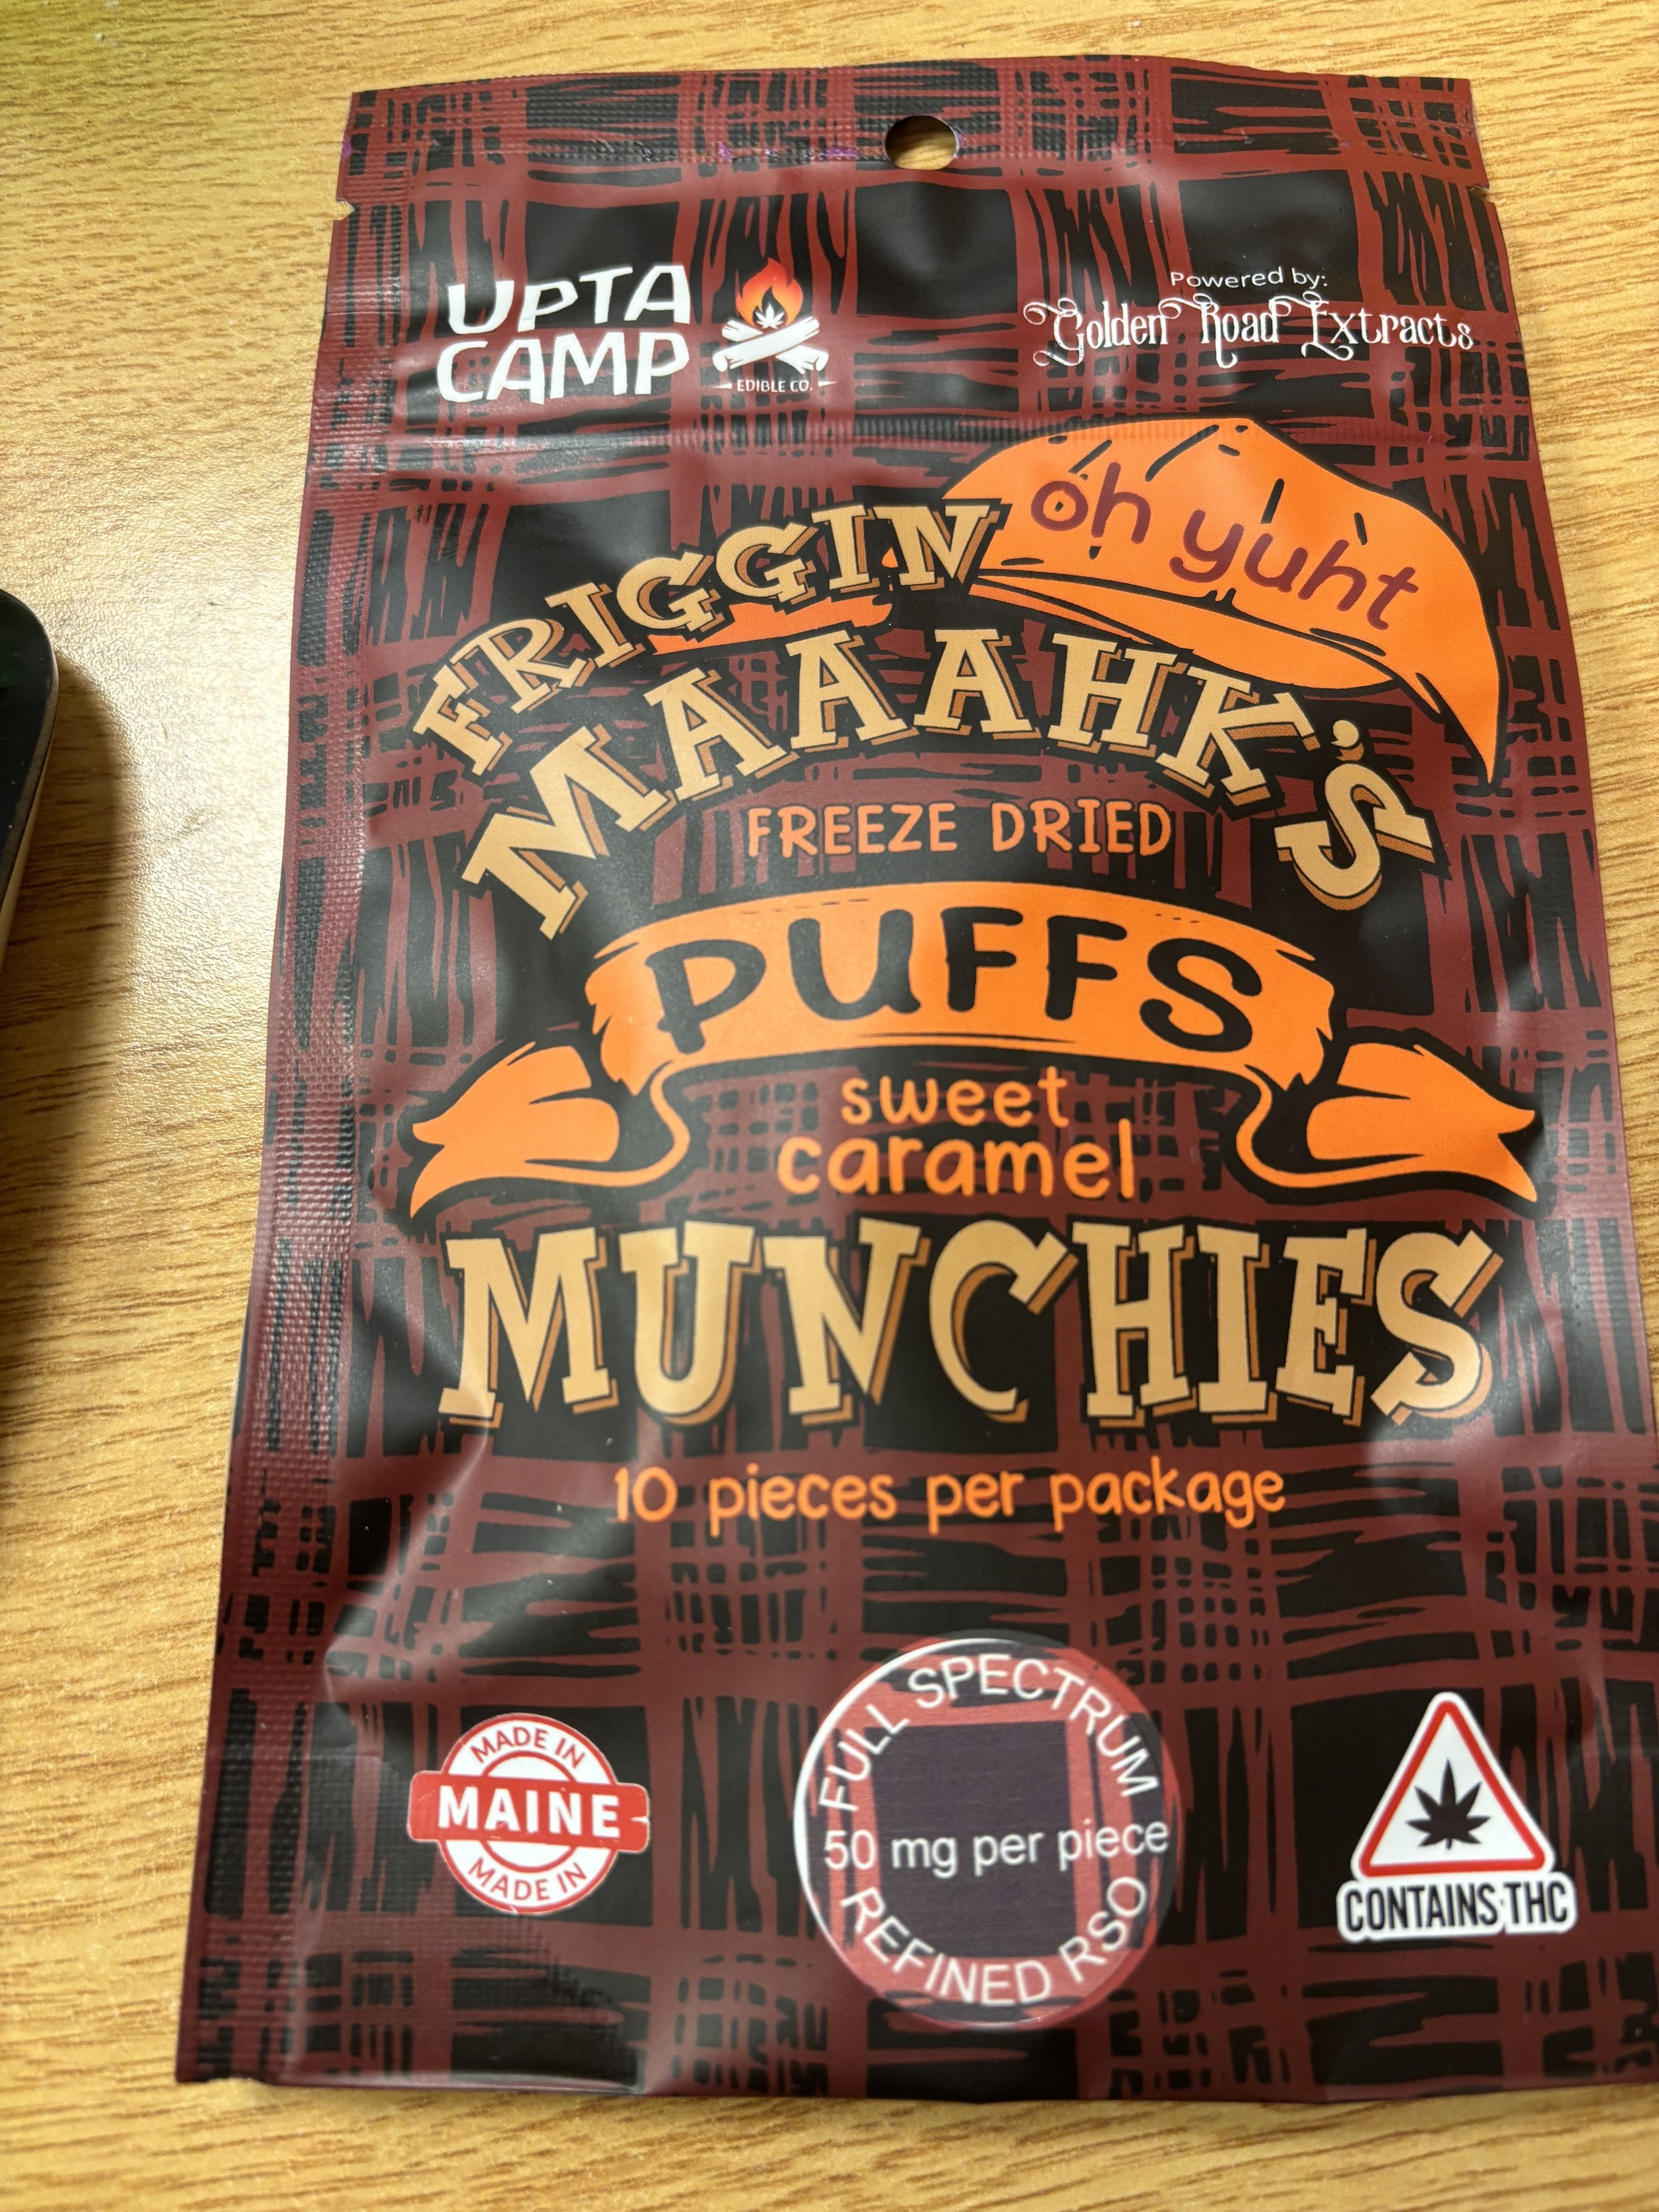 UPTA
CAMP
EDIBLE CO.
Powered by:
Golden Road Extracts
oh yuht
FRIGGIN
MAAAHK'S
FREEZE DRIED
PUFFS
sweet
caramel
MUNCHIES
10 pieces per package
MADE IN
MAINE
MADE IN
FULL SPECTRUM
50 mg per piece
REFINED RSO
CONTAINS THC